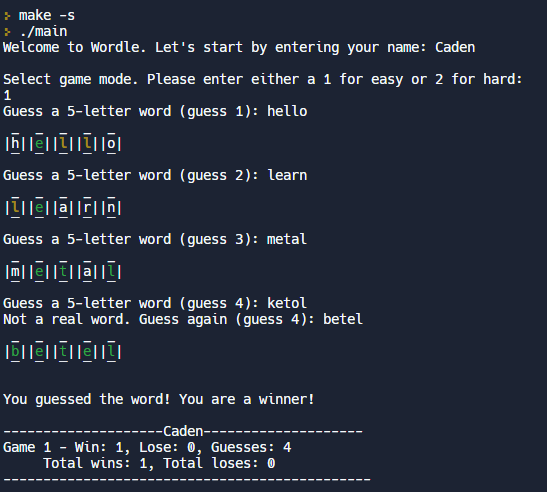 > make -s
> ./main
Welcome to Wordle. Let's start by entering your name: Caden
Select game mode. Please enter either a 1 for easy or 2 for hard:
1
Guess a 5-letter word (guess 1): hello
|h||e||l||l||o|
Guess a 5-letter word (guess 2): learn
|l||e||a||r||n|
Guess a 5-letter word (guess 3): metal
|m||e||t||a||l|
Guess a 5-letter word (guess 4): ketol
Not a real word. Guess again (guess 4): betel
|b||e||t||e||l|
You guessed the word! You are a winner!
--------------------Caden--------------------
Game 1 - Win: 1, Lose: 0, Guesses: 4
Total wins: 1, Total loses: 0
----------------------------------------------